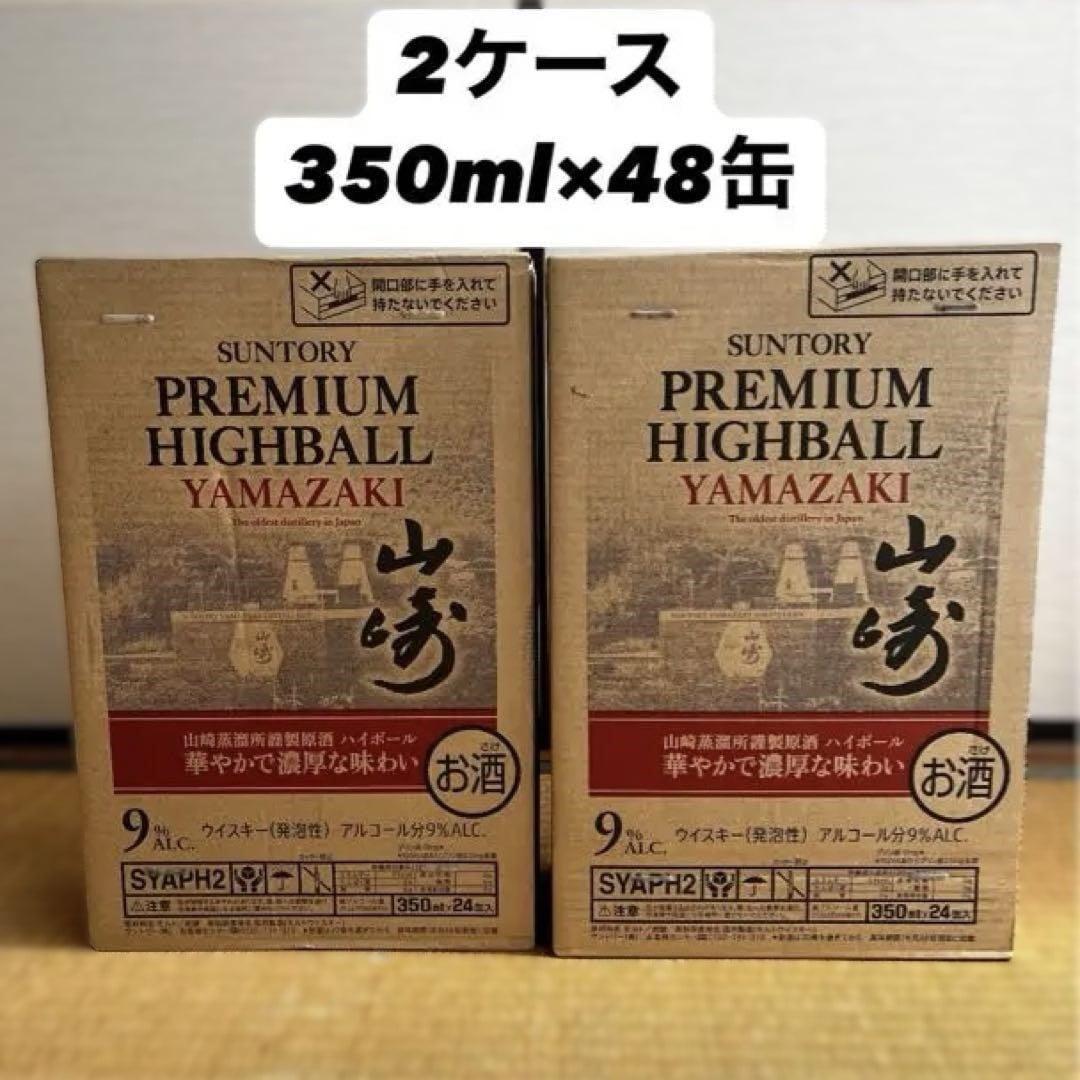 2ケース
350ml×48缶
開口部に手を入れて
持たないでください
SUNTORY
PREMIUM
HIGHBALL
YAMAZAKI
The oldest distillery in Japan
山崎
山崎
山崎蒸溜所謹製原酒 ハイボール
華やかで濃厚な味わい
さけ
お酒
9% ALC.
ウイスキー(発泡性) アルコール分9%ALC.
SYAPH2
⚠注意
350ml×24缶入
開口部に手を入れて
持たないでください
SUNTORY
PREMIUM
HIGHBALL
YAMAZAKI
The oldest distillery in Japan
山崎
山崎
山崎蒸溜所謹製原酒 ハイボール
華やかで濃厚な味わい
さけ
お酒
9% ALC.
ウイスキー(発泡性) アルコール分9%ALC.
SYAPH2
⚠注意
350ml×24缶入